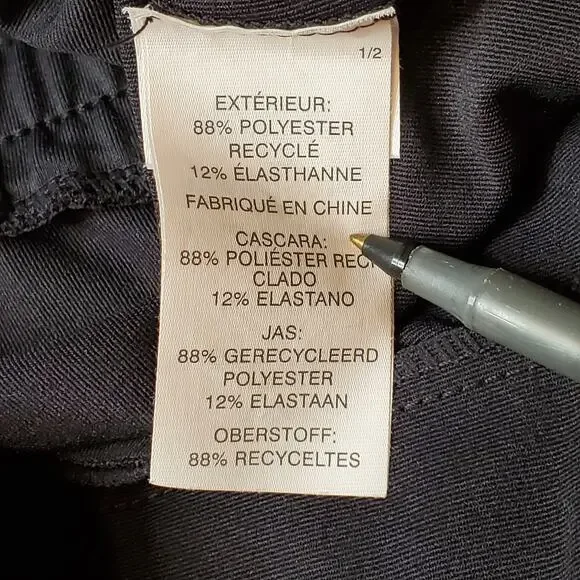 1/2
EXTÉRIEUR:
88% POLYESTER
RECYCLÉ
12% ÉLASTHANNE
FABRIQUÉ EN CHINE
CASCARA:
88% POLIÉSTER RECI
CLADO
12% ELASTANO
JAS:
88% GERECYCLEERD
POLYESTER
12% ELASTAAN
OBERSTOFF:
88% RECYCELTES